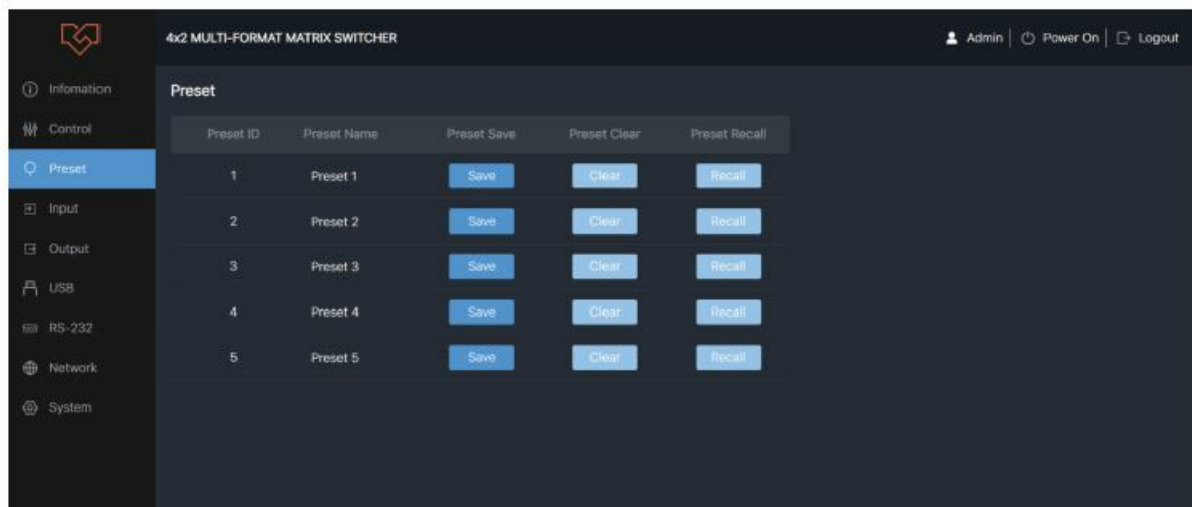 4x2 MULTI-FORMAT MATRIX SWITCHER
Admin | Power On | Logout
Infomation
Control
Preset
Input
Output
USB
RS-232
Network
System
Preset
Preset ID Preset Name Preset Save Preset Clear Preset Recall
1 Preset 1 Save Clear Recall
2 Preset 2 Save Clear Recall
3 Preset 3 Save Clear Recall
4 Preset 4 Save Clear Recall
5 Preset 5 Save Clear Recall